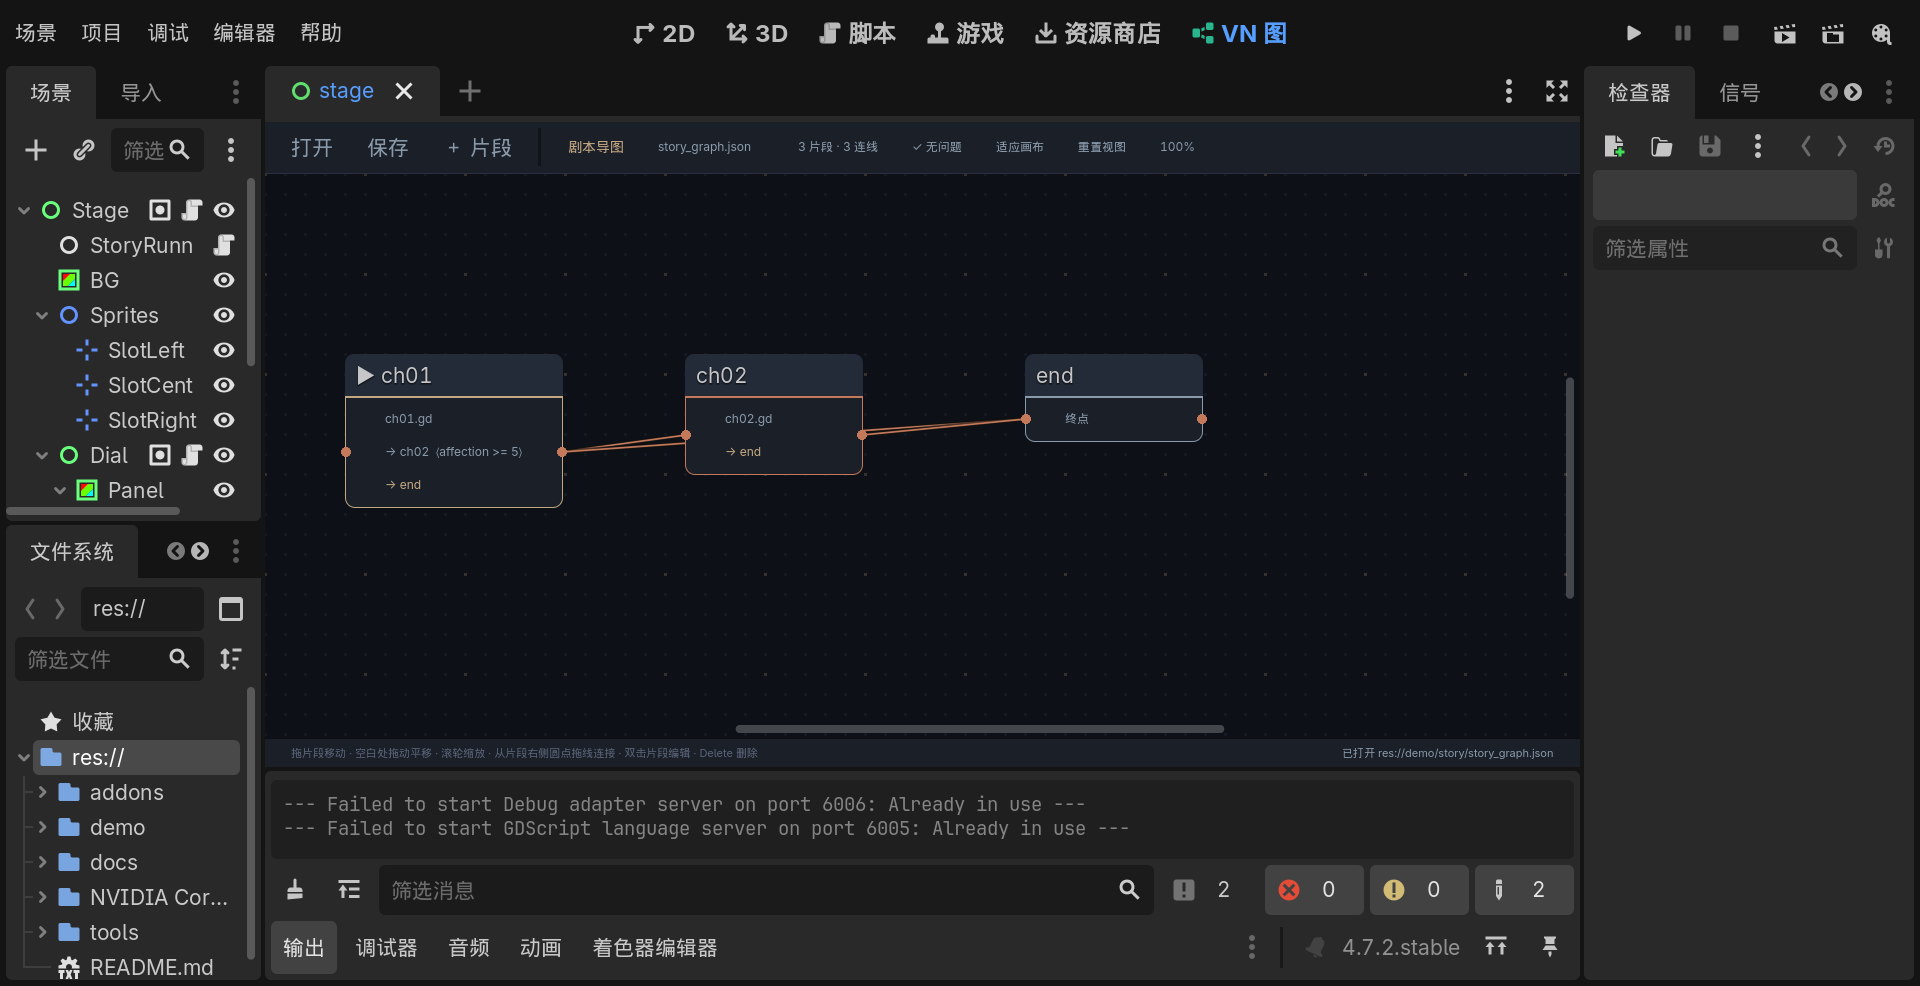 场景 项目 调试 编辑器 帮助
2D 3D 脚本 游戏 资源商店 VN 图
场景 导入
stage
检查器 信号
筛选
打开 保存 + 片段 剧本导图 story_graph.json 3 片段 · 3 连线 ✓ 无问题 适应画布 重置视图 100%
DOC
筛选属性
Stage
StoryRunn
BG
Sprites
SlotLeft
SlotCent
SlotRight
Dial
Panel
ch01
ch01.gd
→ ch02 (affection >= 5)
→ end
ch02
ch02.gd
→ end
end
终点
文件系统
res://
筛选文件
收藏
res://
addons
demo
docs
NVIDIA Cor...
tools
README.md
拖片段移动 · 空白处拖动平移 · 滚轮缩放 · 从片段右侧圆点拖线连接 · 双击片段编辑 · Delete 删除
已打开 res://demo/story/story_graph.json
--- Failed to start Debug adapter server on port 6006: Already in use ---
--- Failed to start GDScript language server on port 6005: Already in use ---
筛选消息 2 0 0 2
输出 调试器 音频 动画 着色器编辑器 4.7.2.stable